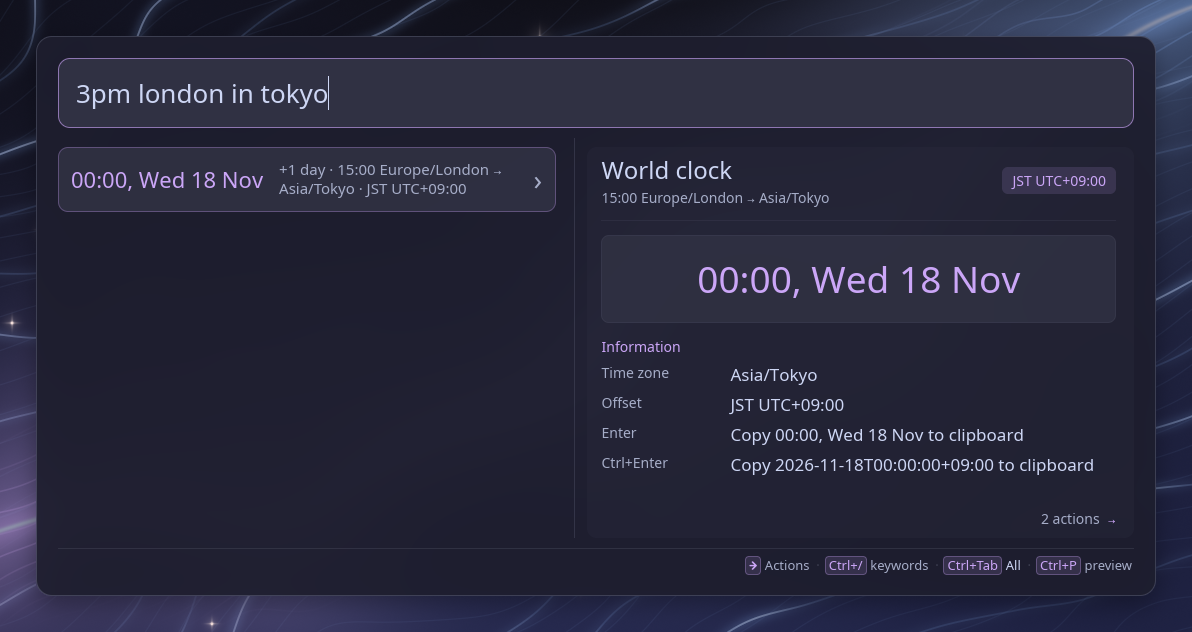 3pm london in tokyo
00:00, Wed 18 Nov
+1 day · 15:00 Europe/London →
Asia/Tokyo · JST UTC+09:00
›
World clock
15:00 Europe/London → Asia/Tokyo
JST UTC+09:00
00:00, Wed 18 Nov
Information
Time zone Asia/Tokyo
Offset JST UTC+09:00
Enter Copy 00:00, Wed 18 Nov to clipboard
Ctrl+Enter Copy 2026-11-18T00:00:00+09:00 to clipboard
2 actions →
→ Actions · Ctrl+/ keywords · Ctrl+Tab All · Ctrl+P preview